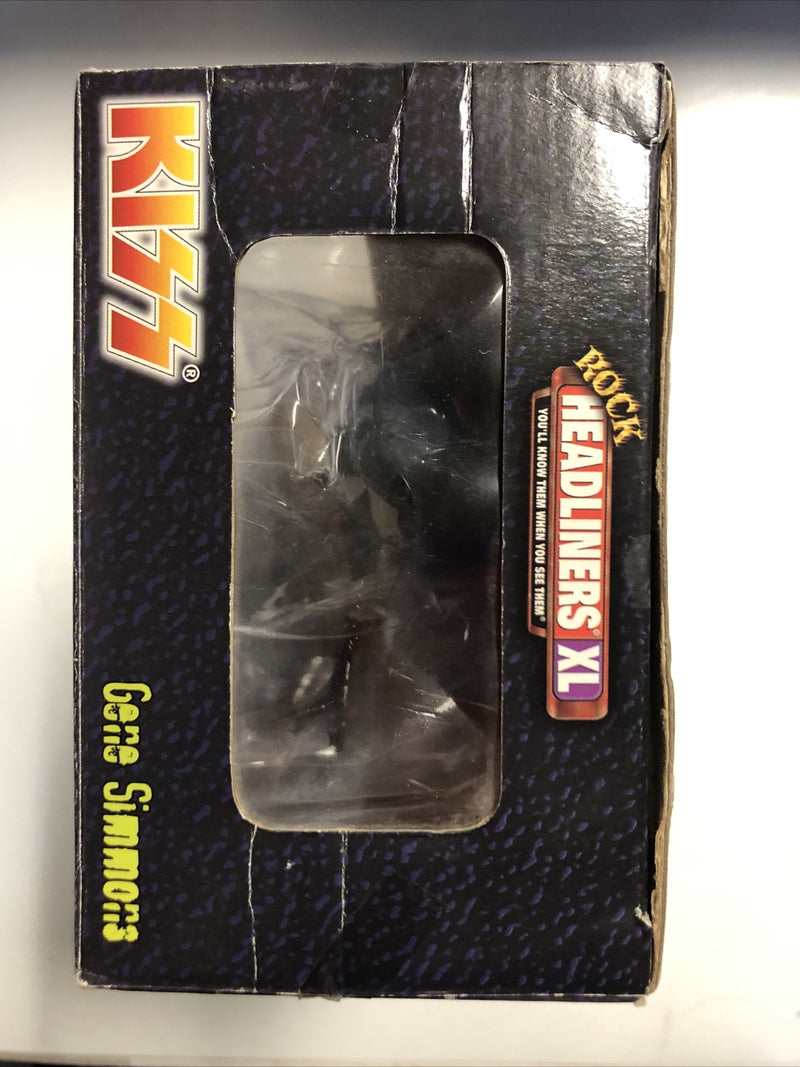 ROCK
HEADLINERS® XL
YOU'LL KNOW THEM WHEN YOU SEE THEM®
KISS®
Gene Simmons